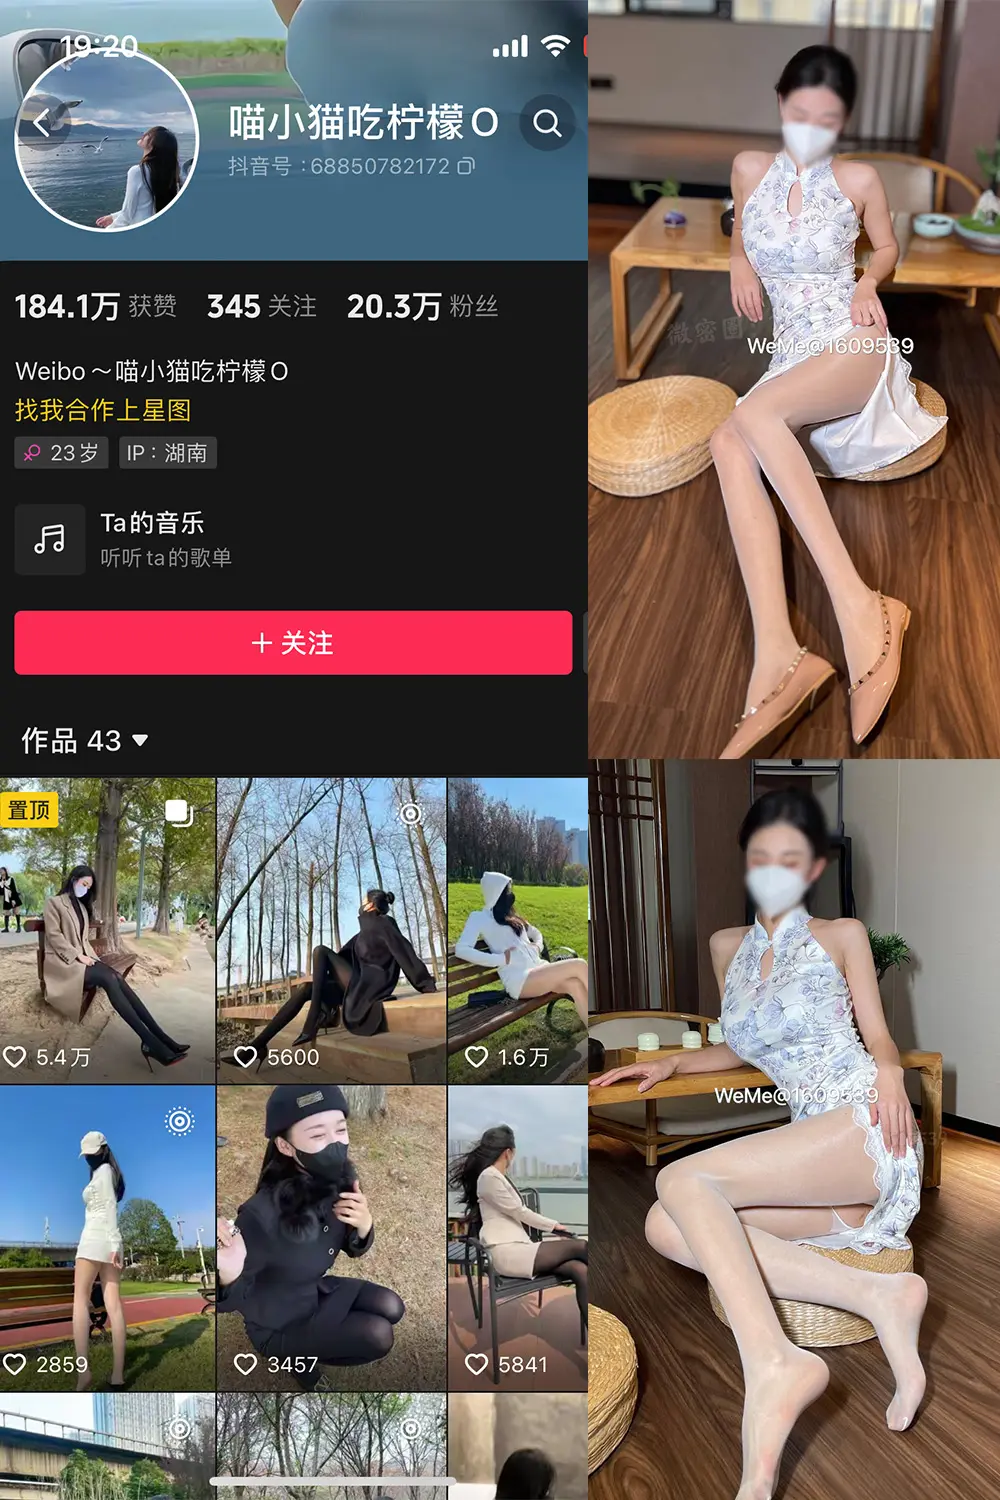 19:20
喵小猫吃柠檬O
抖音号：68850782172
184.1万 获赞 345 关注 20.3万 粉丝
Weibo～喵小猫吃柠檬O
找我合作上星图
23岁 IP：湖南
Ta的音乐
听听ta的歌单
+ 关注
作品 43
置顶
5.4万
5600
1.6万
2859
3457
5841
微密圈
WeMe@1609539
WeMe@1609539